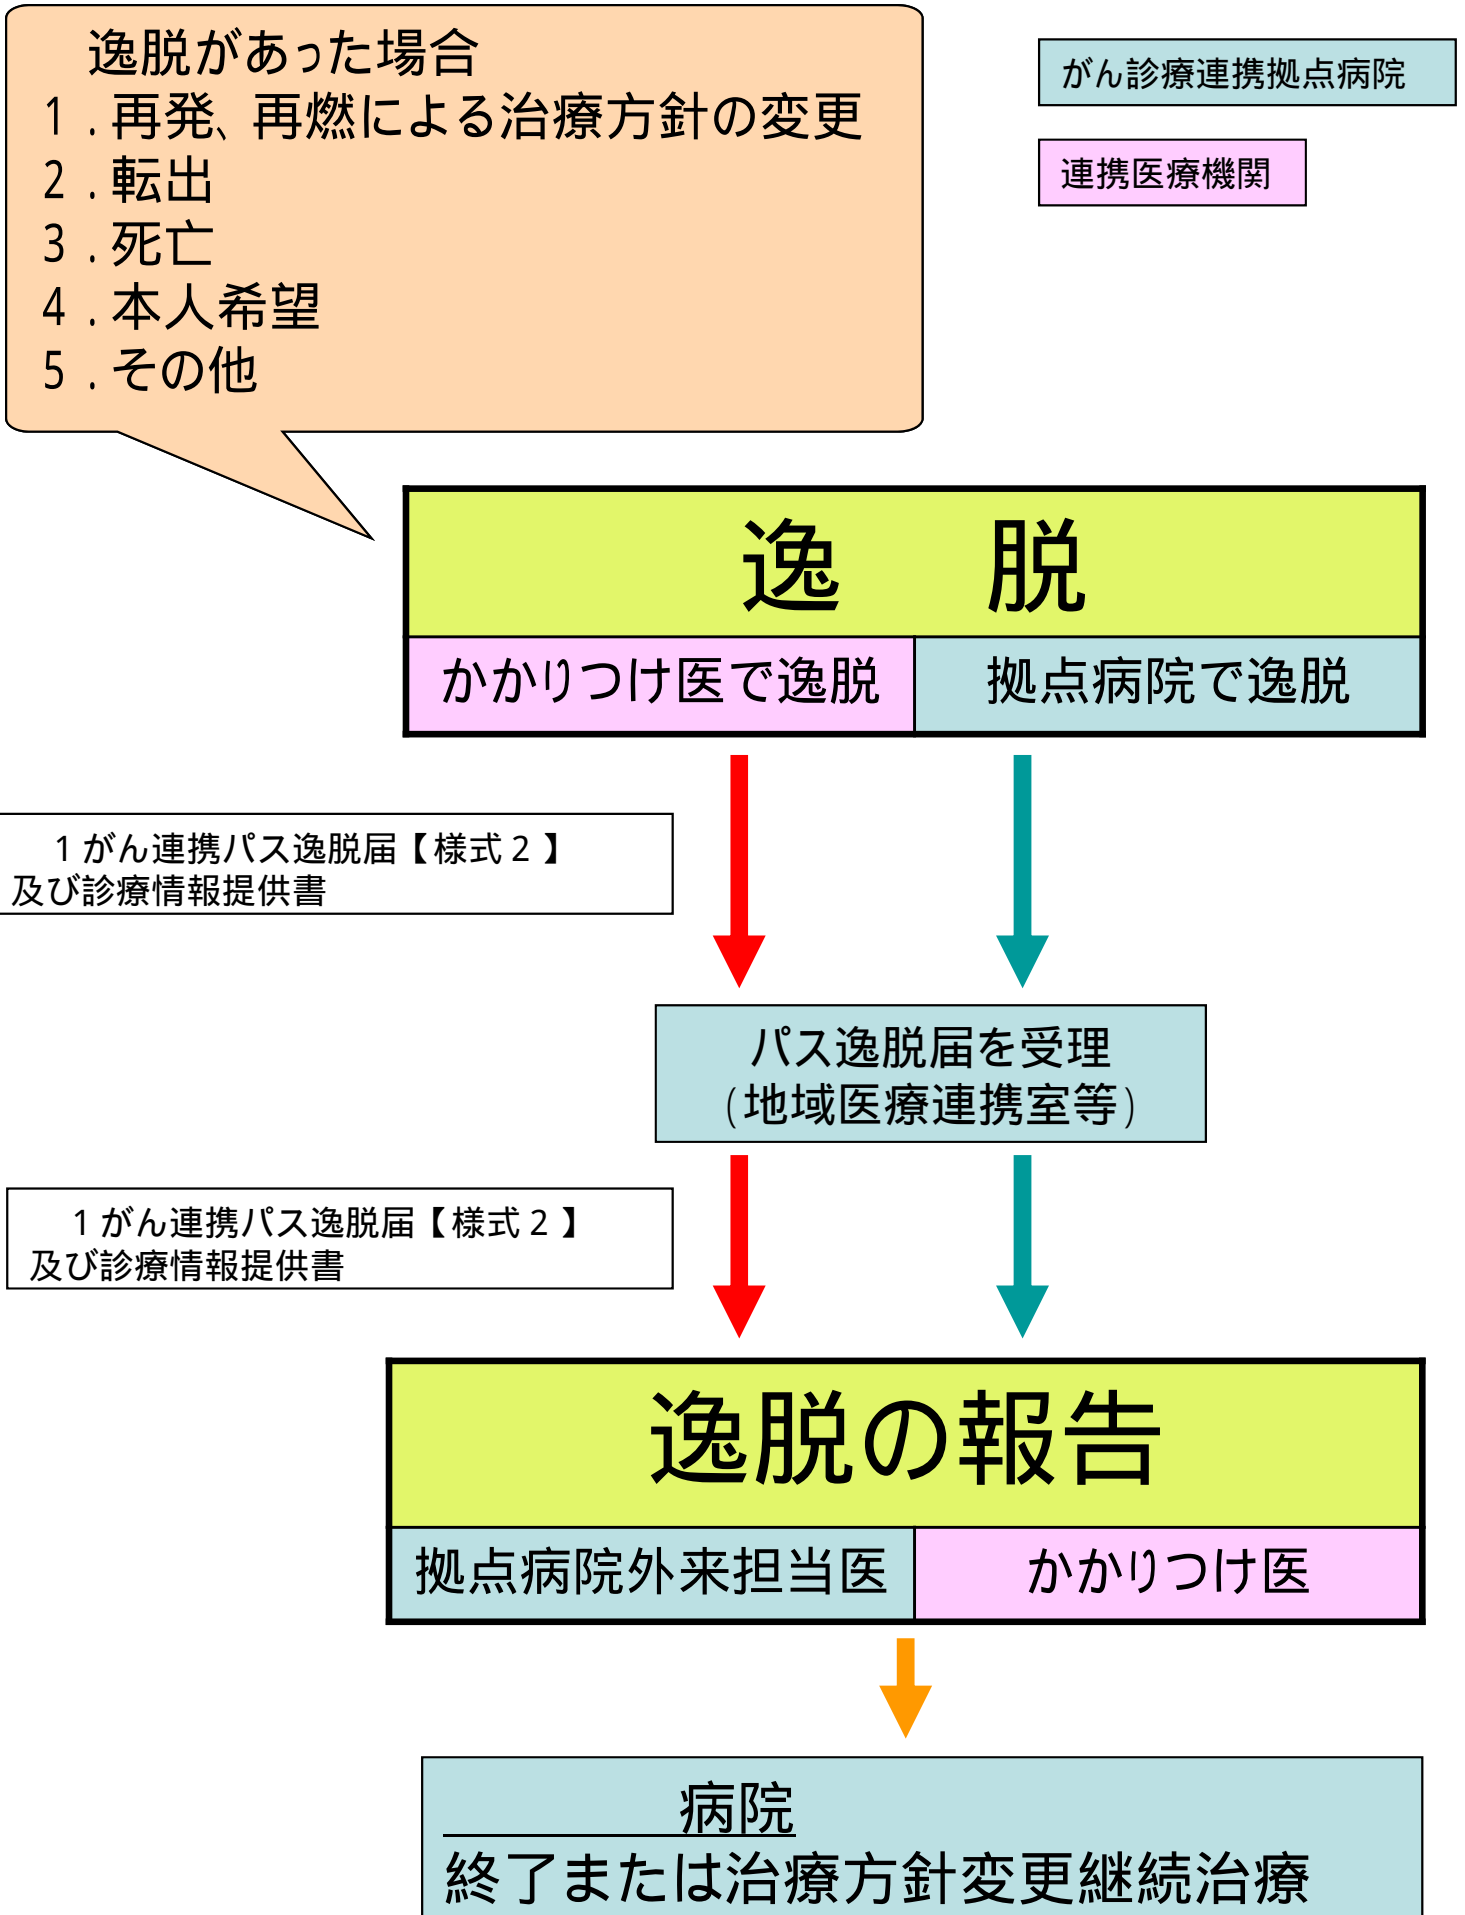 逸脱があった場合
1．再発、再燃による治療方針の変更
2．転出
3．死亡
4．本人希望
5．その他
がん診療連携拠点病院
連携医療機関
逸　脱
かかりつけ医で逸脱
拠点病院で逸脱
1がん連携パス逸脱届【様式2】
及び診療情報提供書
パス逸脱届を受理
(地域医療連携室等)
1がん連携パス逸脱届【様式2】
及び診療情報提供書
逸脱の報告
拠点病院外来担当医
かかりつけ医
病院
終了または治療方針変更継続治療